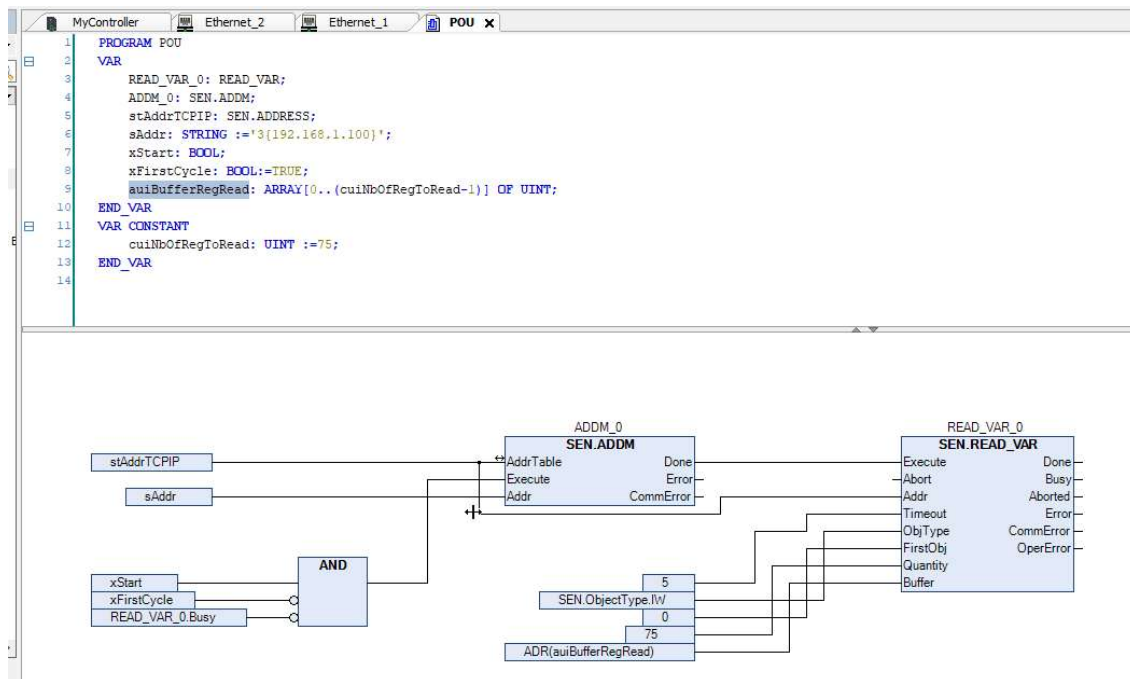 MyController Ethernet_2 Ethernet_1 POU X
1 PROGRAM POU
2 VAR
3 READ_VAR_0: READ_VAR;
4 ADDM_0: SEN.ADDM;
5 stAddrTCPIP: SEN.ADDRESS;
6 sAddr: STRING :='3{192.168.1.100}';
7 xStart: BOOL;
8 xFirstCycle: BOOL:=TRUE;
9 auiBufferRegRead: ARRAY[0..(cuiNbOfRegToRead-1)] OF UINT;
10 END_VAR
11 VAR CONSTANT
12 cuiNbOfRegToRead: UINT :=75;
13 END_VAR
14
ADDM_0
SEN.ADDM
AddrTable Done
Execute Error
Addr CommError
READ_VAR_0
SEN.READ_VAR
Execute Done
Abort Busy
Addr Aborted
Timeout Error
ObjType CommError
FirstObj OperError
Quantity
Buffer
stAddrTCPIP
sAddr
AND
xStart
xFirstCycle
READ_VAR_0.Busy
5
SEN.ObjectType.IW
0
75
ADR(auiBufferRegRead)